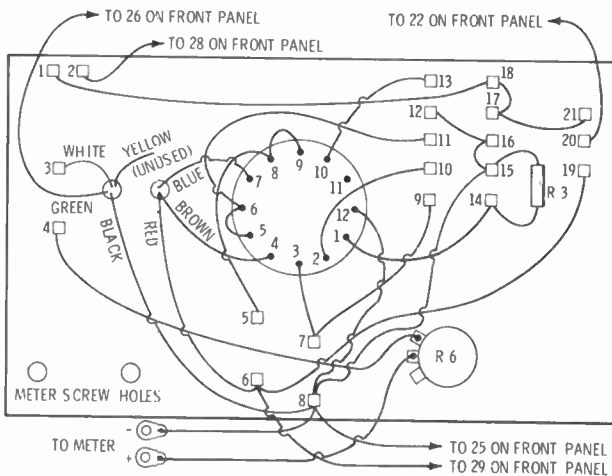 TO 26 ON FRONT PANEL
TO 22 ON FRONT PANEL
TO 28 ON FRONT PANEL
1
2
13
18
12
17
21
YELLOW
(UNUSED)
WHITE
3
BLUE
9
8
10
7
11
11
16
20
10
15
19
GREEN
BLACK
RED
BROWN
6
12
9
14
R 3
4
5
4
3
2
1
5
7
R 6
6
8
METER SCREW HOLES
TO METER
-
+
TO 25 ON FRONT PANEL
TO 29 ON FRONT PANEL